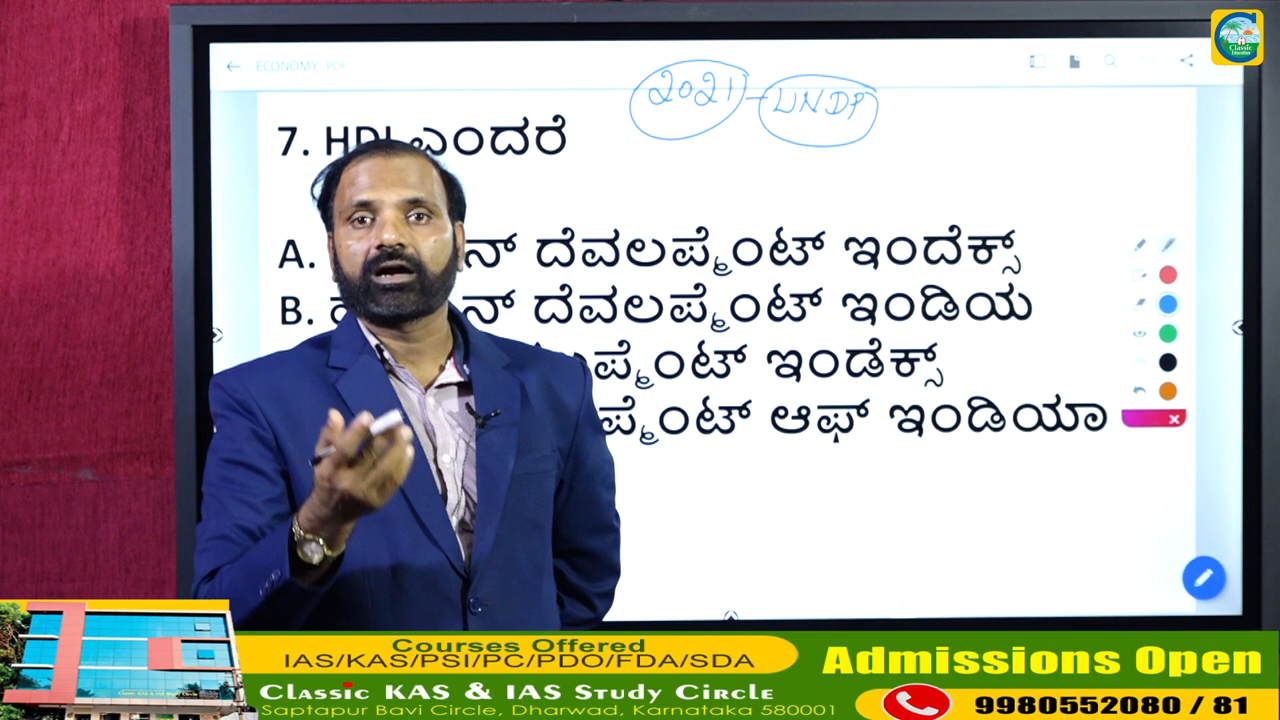 Classic
Education
ECONOMY PDF
2021 - UNDP
7. HDI ಎಂದರೆ
A. ನ್ ದೆವಲಪ್ಮೆಂಟ್ ಇಂದೆಕ್ಸ್
B. ನ್ ದೆವಲಪ್ಮೆಂಟ್ ಇಂಡಿಯ
ಪ್ಮೆಂಟ್ ಇಂಡೆಕ್ಸ್
ಪ್ಮೆಂಟ್ ಆಫ್ ಇಂಡಿಯಾ
Courses Offered
IAS/KAS/PSI/PC/PDO/FDA/SDA
Classic KAS & IAS Study Circle
Saptapur Bavi Circle, Dharwad, Karnataka 580001
Admissions Open
9980552080 / 81